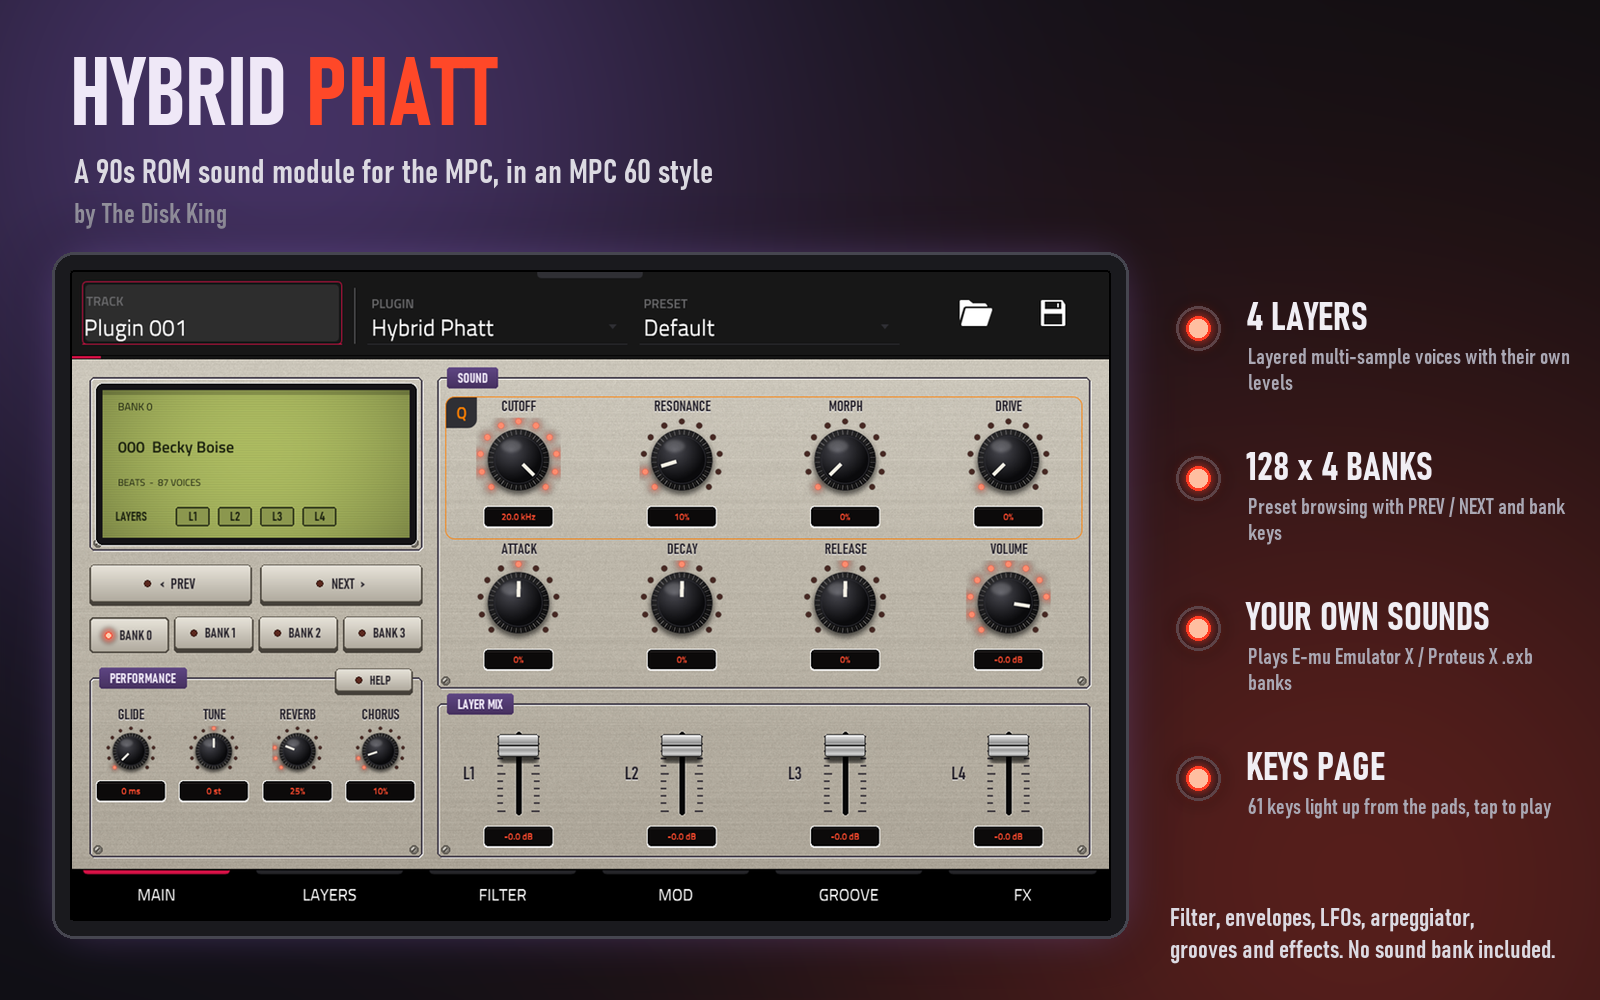 HYBRID PHATT
A 90s ROM sound module for the MPC, in an MPC 60 style
by The Disk King
TRACK
Plugin 001
PLUGIN
Hybrid Phatt
PRESET
Default
BANK 0
000 Becky Boise
BEATS - 87 VOICES
LAYERS L1 L2 L3 L4
‹ PREV
NEXT ›
BANK 0
BANK 1
BANK 2
BANK 3
PERFORMANCE
HELP
GLIDE
TUNE
REVERB
CHORUS
0 ms
0 st
25%
10%
SOUND
Q
CUTOFF
RESONANCE
MORPH
DRIVE
20.0 kHz
10%
0%
0%
ATTACK
DECAY
RELEASE
VOLUME
0%
0%
0%
-0.0 dB
LAYER MIX
L1
L2
L3
L4
-0.0 dB
-0.0 dB
-0.0 dB
-0.0 dB
MAIN
LAYERS
FILTER
MOD
GROOVE
FX
4 LAYERS
Layered multi-sample voices with their own
levels
128 x 4 BANKS
Preset browsing with PREV / NEXT and bank
keys
YOUR OWN SOUNDS
Plays E-mu Emulator X / Proteus X .exb
banks
KEYS PAGE
61 keys light up from the pads, tap to play
Filter, envelopes, LFOs, arpeggiator,
grooves and effects. No sound bank included.